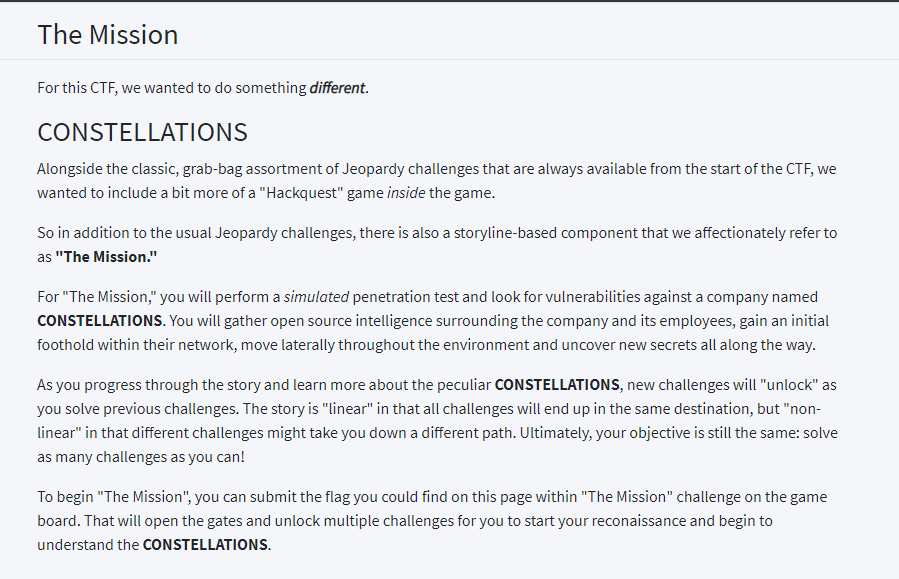 The Mission
For this CTF, we wanted to do something different.
CONSTELLATIONS
Alongside the classic, grab-bag assortment of Jeopardy challenges that are always available from the start of the CTF, we
wanted to include a bit more of a "Hackquest" game inside the game.
So in addition to the usual Jeopardy challenges, there is also a storyline-based component that we affectionately refer to
as "The Mission."
For "The Mission," you will perform a simulated penetration test and look for vulnerabilities against a company named
CONSTELLATIONS. You will gather open source intelligence surrounding the company and its employees, gain an initial
foothold within their network, move laterally throughout the environment and uncover new secrets all along the way.
As you progress through the story and learn more about the peculiar CONSTELLATIONS, new challenges will "unlock" as
you solve previous challenges. The story is "linear" in that all challenges will end up in the same destination, but "non-
linear" in that different challenges might take you down a different path. Ultimately, your objective is still the same: solve
as many challenges as you can!
To begin "The Mission", you can submit the flag you could find on this page within "The Mission" challenge on the game
board. That will open the gates and unlock multiple challenges for you to start your reconaissance and begin to
understand the CONSTELLATIONS.